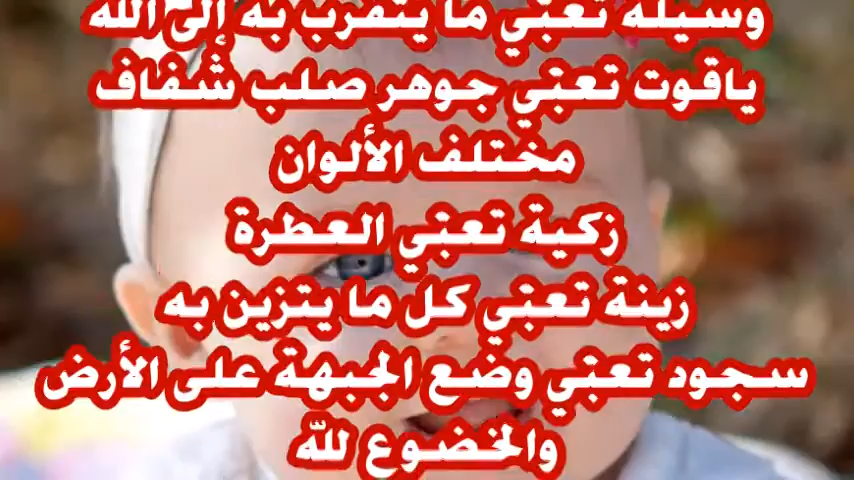 وسيلة تعني ما يتقرب به إلى الله
ياقوت تعني جوهر صلب شفاف
مختلف الألوان
زكية تعني العطرة
زينة تعني كل ما يتزين به
سجود تعني وضع الجبهة على الأرض
والخضوع لله